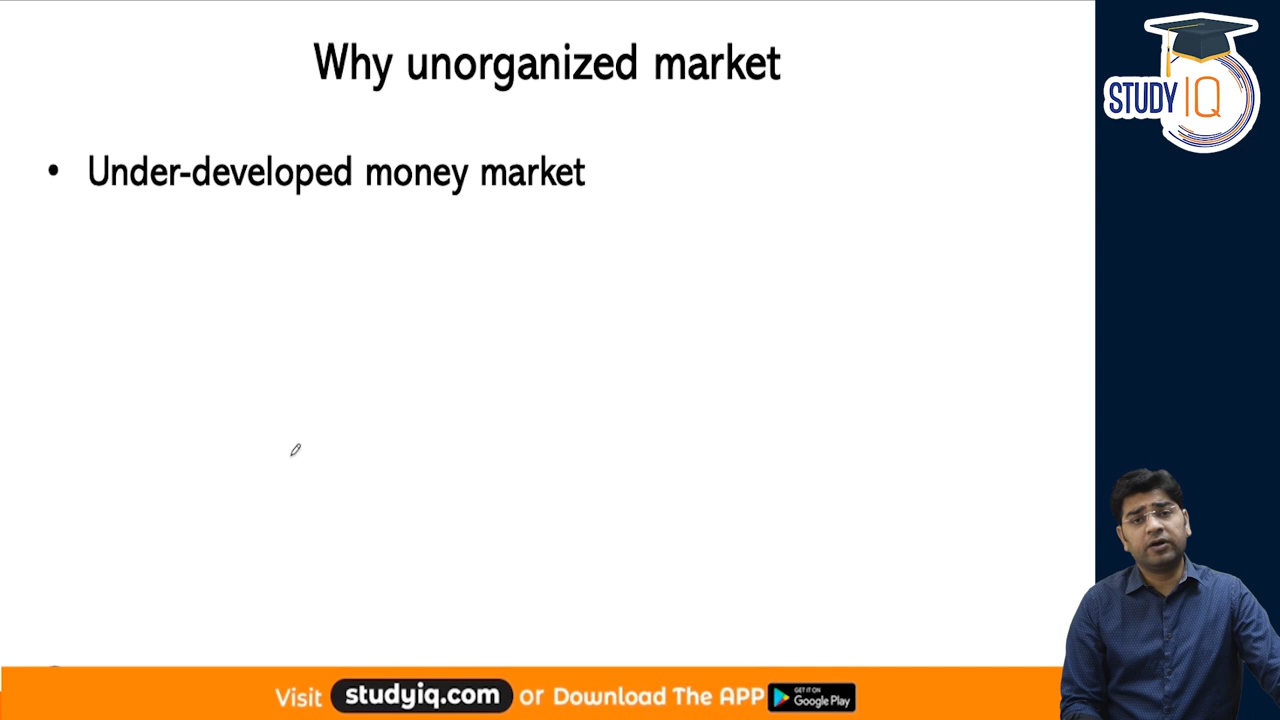 Why unorganized market
STUDY IQ
• Under-developed money market
Visit studyiq.com or Download The APP GET IT ON Google Play